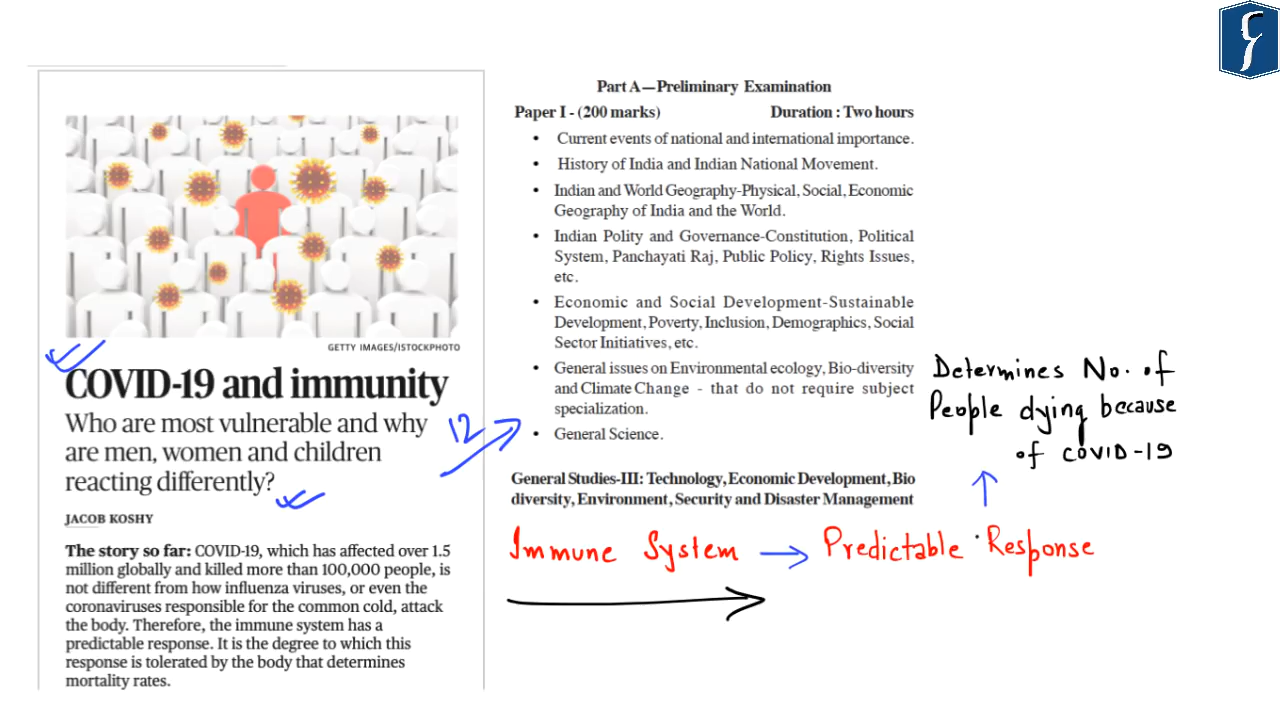 GETTY IMAGES/ISTOCKPHOTO
COVID-19 and immunity
Who are most vulnerable and why
are men, women and children
reacting differently?
JACOB KOSHY
The story so far: COVID-19, which has affected over 1.5
million globally and killed more than 100,000 people, is
not different from how influenza viruses, or even the
coronaviruses responsible for the common cold, attack
the body. Therefore, the immune system has a
predictable response. It is the degree to which this
response is tolerated by the body that determines
mortality rates.
12
Part A—Preliminary Examination
Paper I - (200 marks) Duration : Two hours
• Current events of national and international importance.
• History of India and Indian National Movement.
• Indian and World Geography-Physical, Social, Economic
Geography of India and the World.
• Indian Polity and Governance-Constitution, Political
System, Panchayati Raj, Public Policy, Rights Issues,
etc.
• Economic and Social Development-Sustainable
Development, Poverty, Inclusion, Demographics, Social
Sector Initiatives, etc.
• General issues on Environmental ecology, Bio-diversity
and Climate Change - that do not require subject
specialization.
• General Science.
General Studies-III: Technology, Economic Development, Bio
diversity, Environment, Security and Disaster Management
Determines No. of
People dying because
of COVID-19
Immune System → Predictable Response